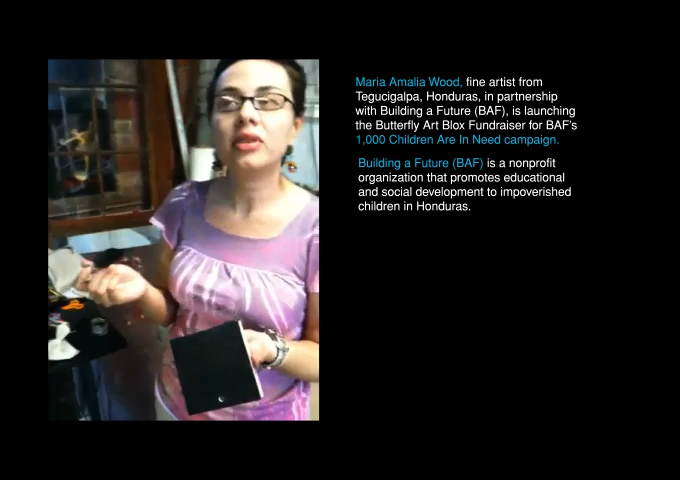 Maria Amalia Wood, fine artist from
Tegucigalpa, Honduras, in partnership
with Building a Future (BAF), is launching
the Butterfly Art Blox Fundraiser for BAF's
1,000 Children Are In Need campaign.
Building a Future (BAF) is a nonprofit
organization that promotes educational
and social development to impoverished
children in Honduras.